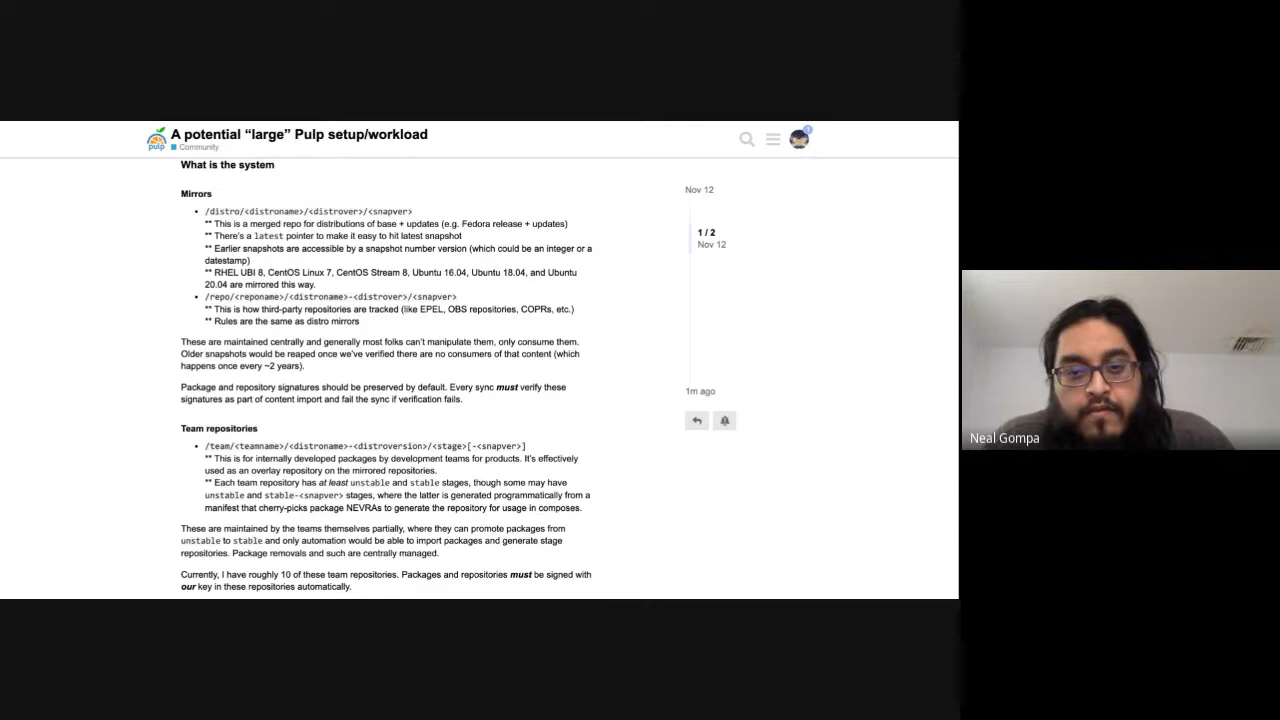 A potential “large” Pulp setup/workload
pulp
Community
1
What is the system
Mirrors
• /distro/<distroname>/<distrover>/<snapver>
** This is a merged repo for distributions of base + updates (e.g. Fedora release + updates)
** There’s a latest pointer to make it easy to hit latest snapshot
** Earlier snapshots are accessible by a snapshot number version (which could be an integer or a
datestamp)
** RHEL UBI 8, CentOS Linux 7, CentOS Stream 8, Ubuntu 16.04, Ubuntu 18.04, and Ubuntu
20.04 are mirrored this way.
• /repo/<reponame>/<distroname>-<distrover>/<snapver>
** This is how third-party repositories are tracked (like EPEL, OBS repositories, COPRs, etc.)
** Rules are the same as distro mirrors
These are maintained centrally and generally most folks can’t manipulate them, only consume them.
Older snapshots would be reaped once we’ve verified there are no consumers of that content (which
happens once every ~2 years).
Package and repository signatures should be preserved by default. Every sync must verify these
signatures as part of content import and fail the sync if verification fails.
Team repositories
• /team/<teamname>/<distroname>-<distroversion>/<stage>[-<snapver>]
** This is for internally developed packages by development teams for products. It’s effectively
used as an overlay repository on the mirrored repositories.
** Each team repository has at least unstable and stable stages, though some may have
unstable and stable-<snapver> stages, where the latter is generated programmatically from a
manifest that cherry-picks package NEVRAs to generate the repository for usage in composes.
These are maintained by the teams themselves partially, where they can promote packages from
unstable to stable and only automation would be able to import packages and generate stage
repositories. Package removals and such are centrally managed.
Currently, I have roughly 10 of these team repositories. Packages and repositories must be signed with
our key in these repositories automatically.
Nov 12
1 / 2
Nov 12
1m ago
Neal Gompa